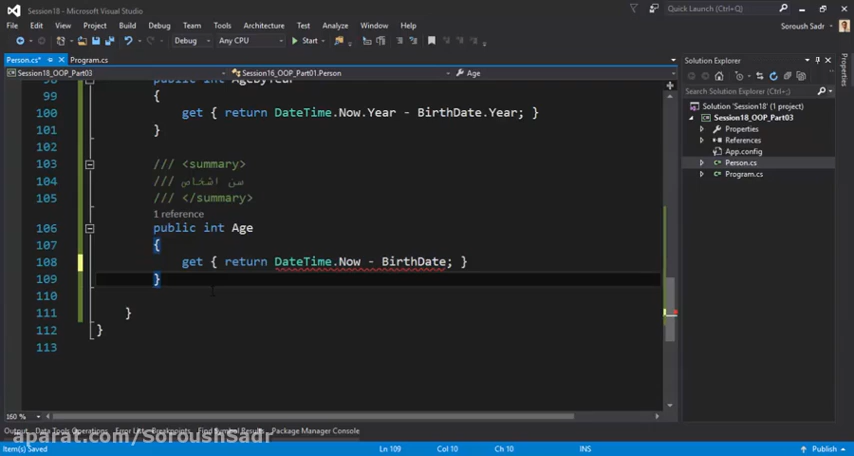 Session18 - Microsoft Visual Studio
Quick Launch (Ctrl+Q)
File Edit View Project Build Debug Team Tools Architecture Test Analyze Window Help
Soroush Sadr
Debug Any CPU Start
Person.cs* Program.cs
Session18_OOP_Part03 Session16_OOP_Part01.Person Age
99 {
100 get { return DateTime.Now.Year - BirthDate.Year; }
101 }
102
103 /// <summary>
104 /// سن اشخاص
105 /// </summary>
1 reference
106 public int Age
107 {
108 get { return DateTime.Now - BirthDate; }
109 }
110
111 }
112 }
113
160 %
Solution Explorer
Search Solution Explorer (Ctrl+;)
Solution 'Session18' (1 project)
Session18_OOP_Part03
Properties
References
App.config
Person.cs
Program.cs
Properties
Output Data Tools Operations Error List Breakpoints Find Symbol Results Package Manager Console
aparat.com/SoroushSadr
Item(s) Saved Ln 109 Col 10 Ch 10 INS Publish